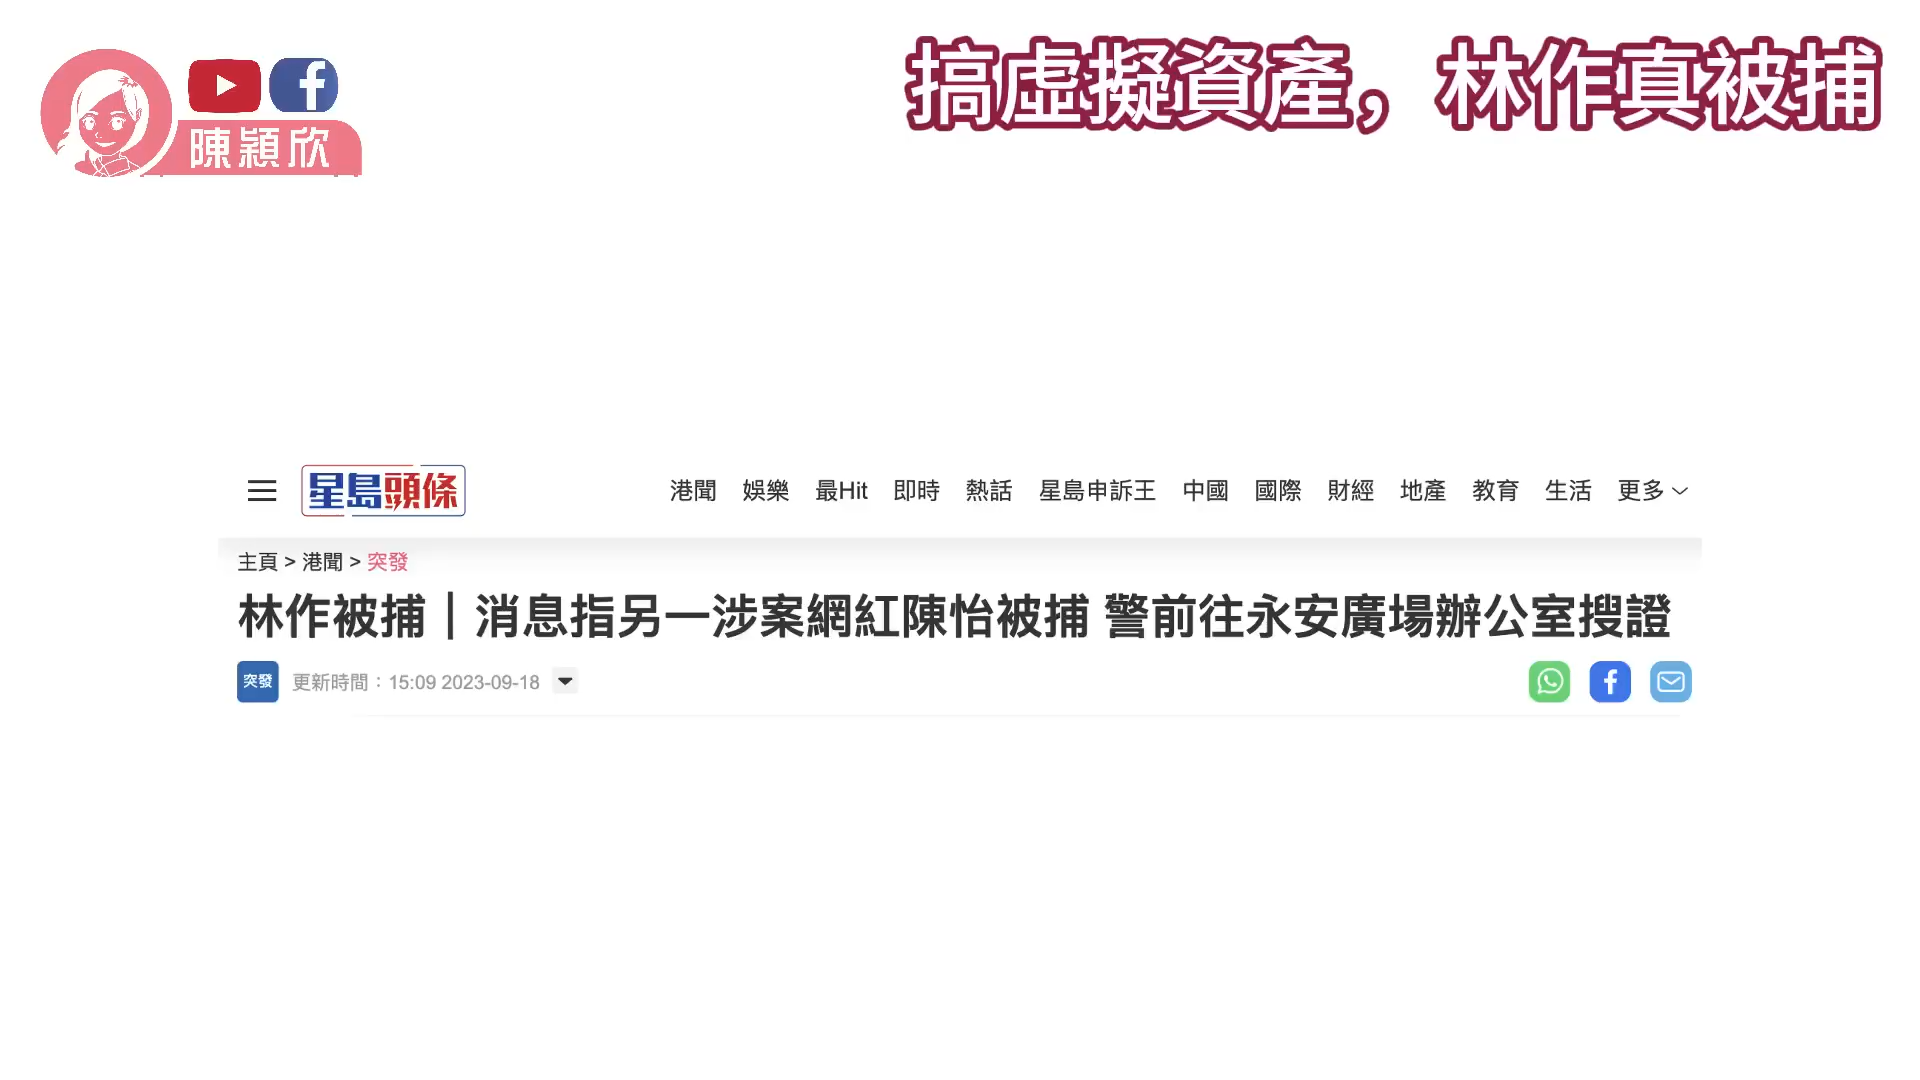 搞虛擬資產，林作真被捕
陳穎欣
星島頭條
港聞 娛樂 最Hit 即時 熱話 星島申訴王 中國 國際 財經 地產 教育 生活 更多
主頁 > 港聞 > 突發
林作被捕｜消息指另一涉案網紅陳怡被捕 警前往永安廣場辦公室搜證
突發 更新時間：15:09 2023-09-18